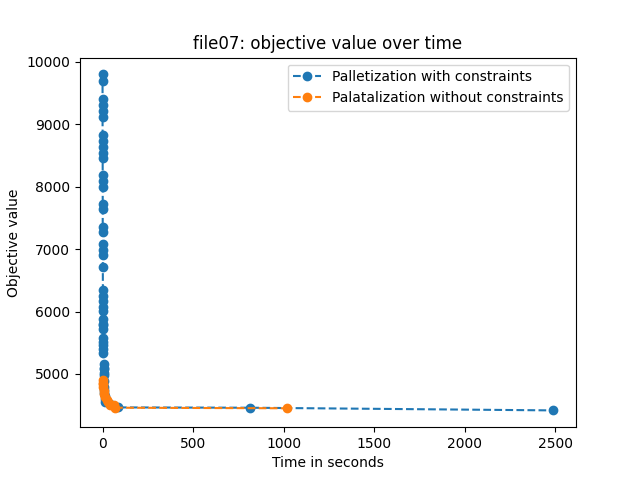 file07: objective value over time
Palletization with constraints
Palatalization without constraints
10000
9000
8000
7000
6000
5000
Objective value
0 500 1000 1500 2000 2500
Time in seconds